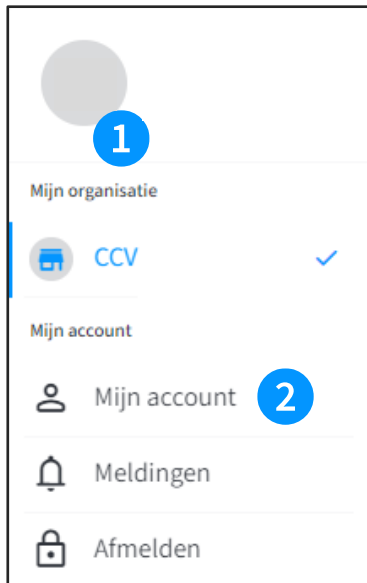 1
Mijn organisatie
CCV
Mijn account
Mijn account 2
Meldingen
Afmelden